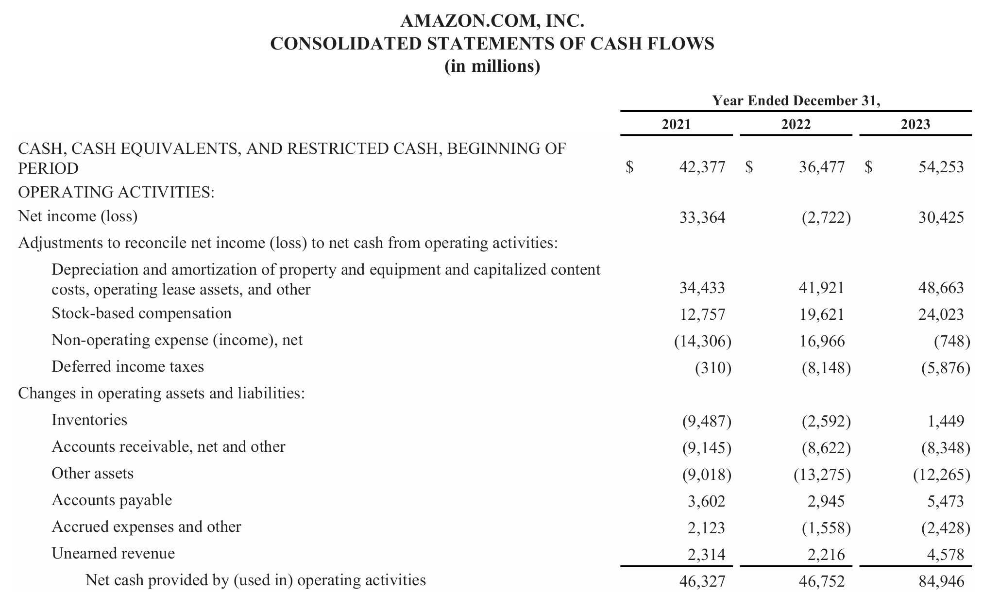 AMAZON.COM, INC.
CONSOLIDATED STATEMENTS OF CASH FLOWS
(in millions)
Year Ended December 31,
2021 2022 2023
CASH, CASH EQUIVALENTS, AND RESTRICTED CASH, BEGINNING OF
PERIOD $ 42,377 $ 36,477 $ 54,253
OPERATING ACTIVITIES:
Net income (loss) 33,364 (2,722) 30,425
Adjustments to reconcile net income (loss) to net cash from operating activities:
Depreciation and amortization of property and equipment and capitalized content
costs, operating lease assets, and other 34,433 41,921 48,663
Stock-based compensation 12,757 19,621 24,023
Non-operating expense (income), net (14,306) 16,966 (748)
Deferred income taxes (310) (8,148) (5,876)
Changes in operating assets and liabilities:
Inventories (9,487) (2,592) 1,449
Accounts receivable, net and other (9,145) (8,622) (8,348)
Other assets (9,018) (13,275) (12,265)
Accounts payable 3,602 2,945 5,473
Accrued expenses and other 2,123 (1,558) (2,428)
Unearned revenue 2,314 2,216 4,578
Net cash provided by (used in) operating activities 46,327 46,752 84,946